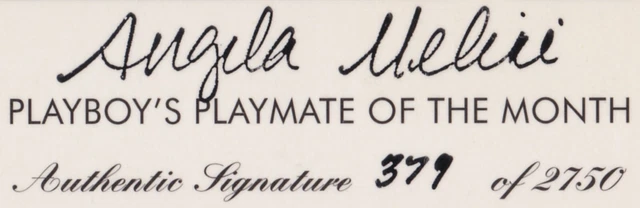 Angela Melini
PLAYBOY'S PLAYMATE OF THE MONTH
Authentic Signature 379 of 2750